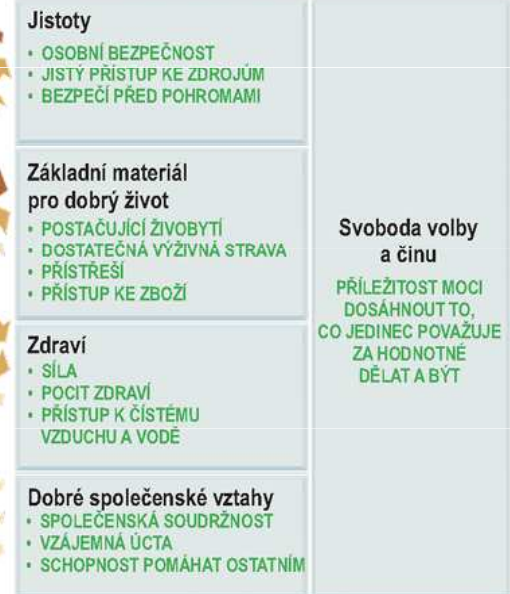 Jistoty
• OSOBNÍ BEZPEČNOST
• JISTÝ PŘÍSTUP KE ZDROJŮM
• BEZPEČÍ PŘED POHROMAMI
Základní materiál
pro dobrý život
• POSTAČUJÍCÍ ŽIVOBYTÍ
• DOSTATEČNÁ VÝŽIVNÁ STRAVA
• PŘÍSTŘEŠÍ
• PŘÍSTUP KE ZBOŽÍ
Zdraví
• SÍLA
• POCIT ZDRAVÍ
• PŘÍSTUP K ČÍSTÉMU
VZDUCHU A VODĚ
Dobré společenské vztahy
• SPOLEČENSKÁ SOUDRŽNOST
• VZÁJEMNÁ ÚCTA
• SCHOPNOST POMÁHAT OSTATNÍM
Svoboda volby
a činu
PŘÍLEŽITOST MOCI
DOSÁHNOUT TO,
CO JEDINEC POVAŽUJE
ZA HODNOTNÉ
DĚLAT A BÝT